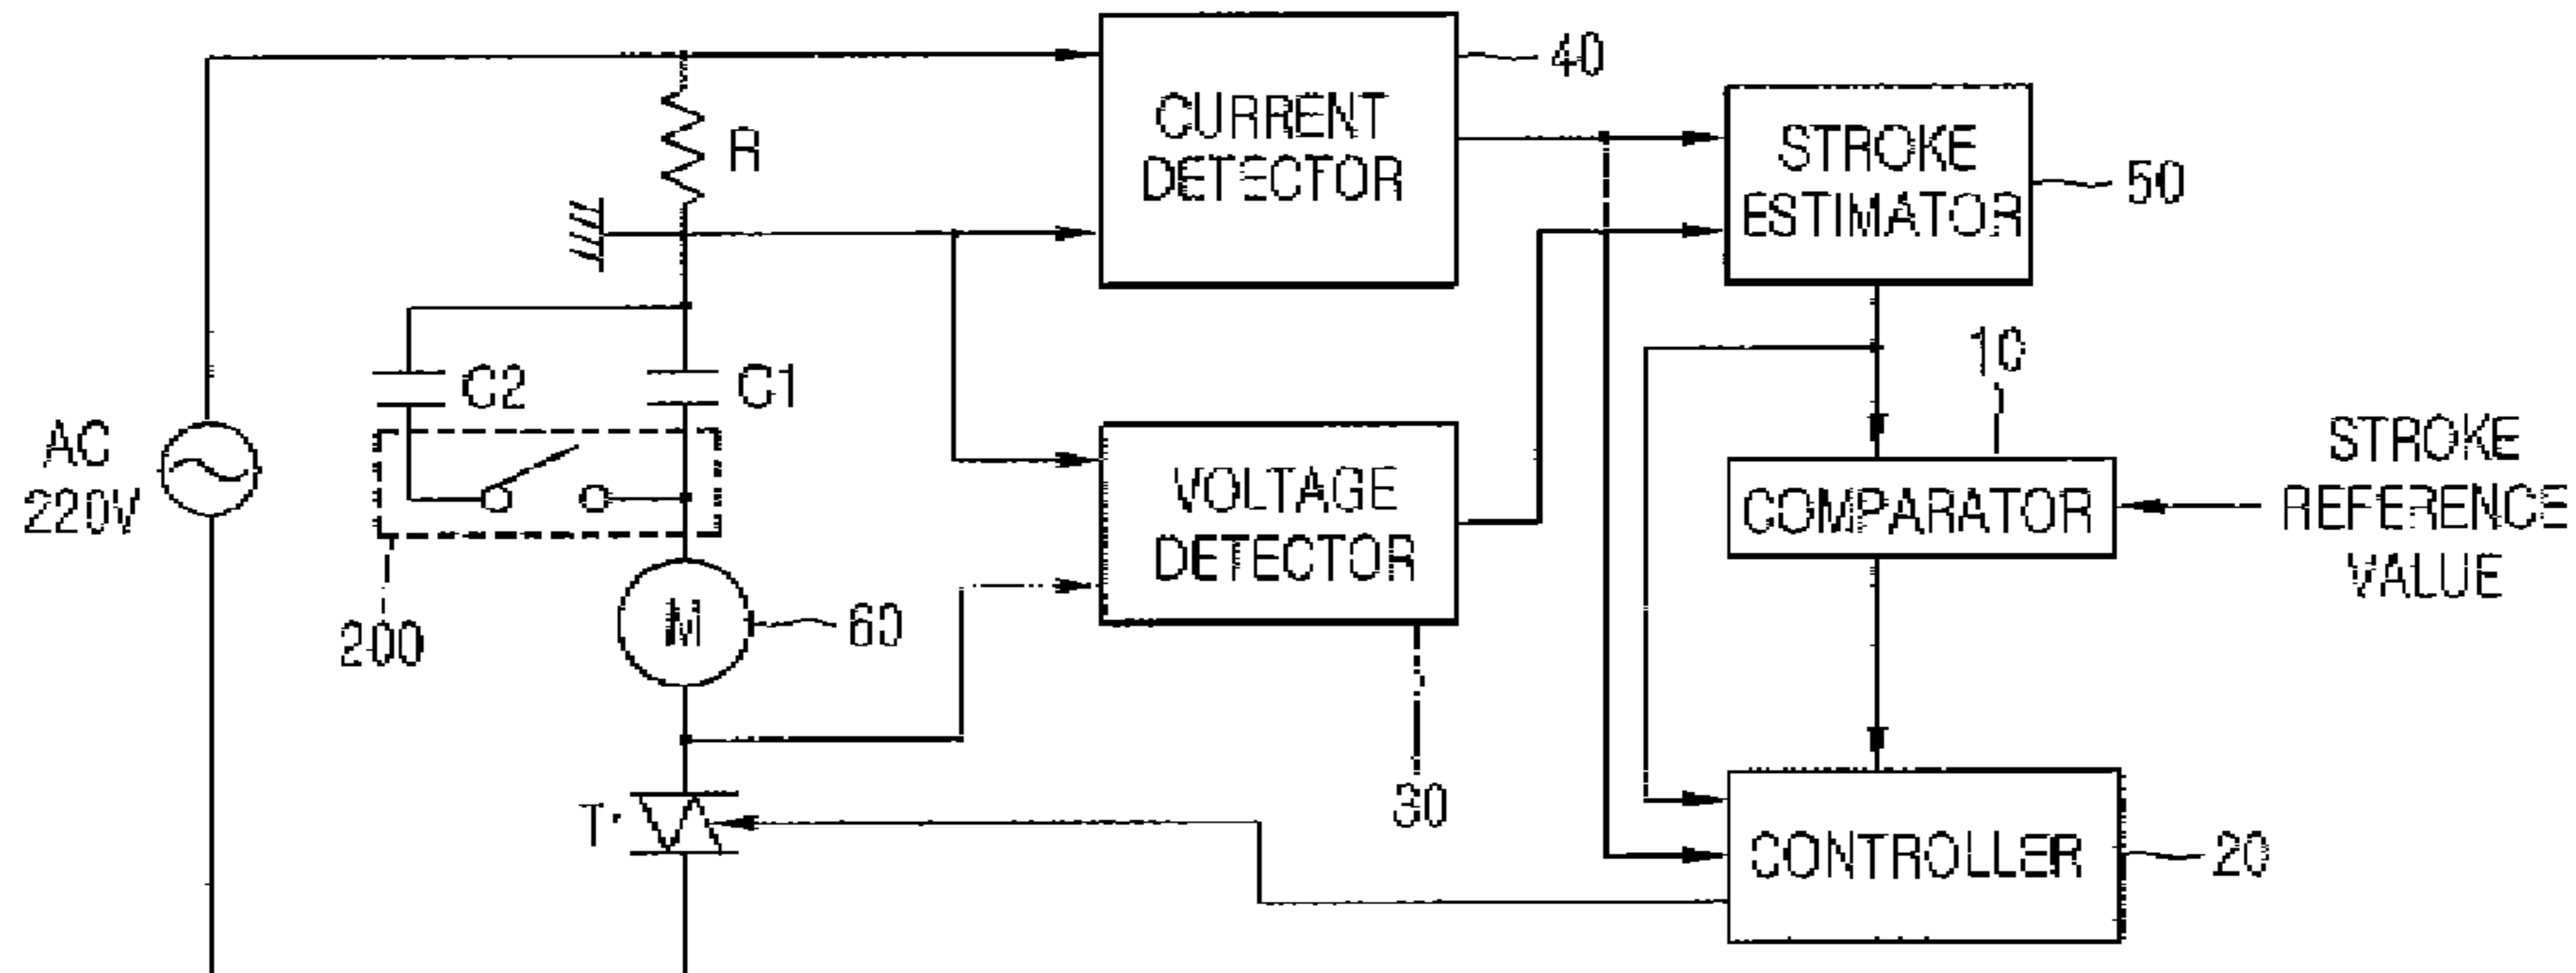 CURRENT
DETECTOR
40
R
STROKE
ESTIMATOR
50
C2
C1
10
AC
220V
VOLTAGE
DETECTOR
COMPARATOR
STROKE
REFERENCE
VALUE
200
M
60
30
Tr
CONTROLLER
20